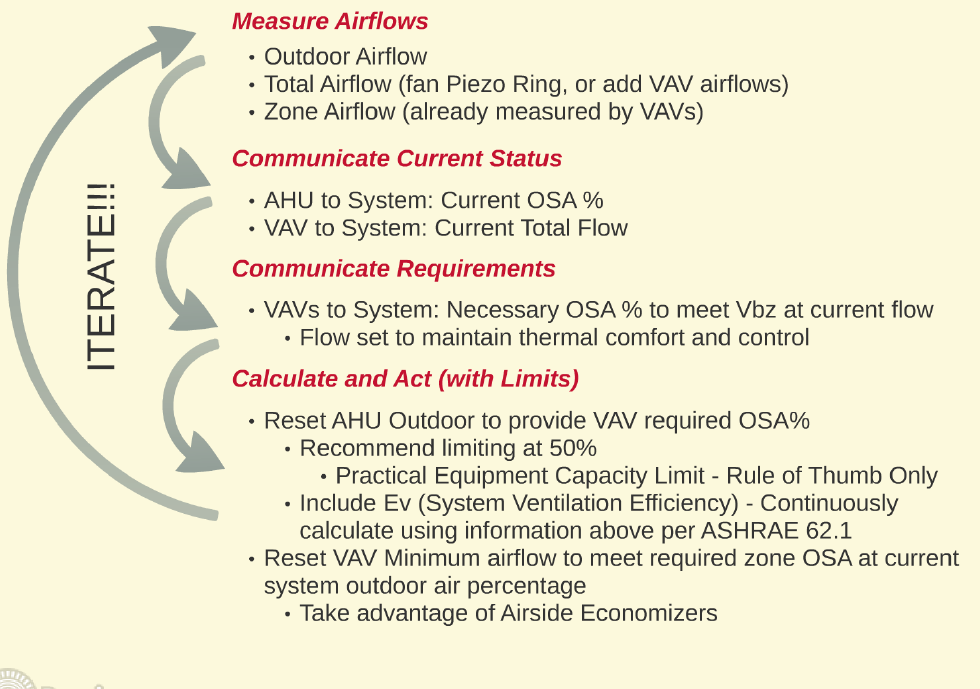 Measure Airflows
• Outdoor Airflow
• Total Airflow (fan Piezo Ring, or add VAV airflows)
• Zone Airflow (already measured by VAVs)
Communicate Current Status
• AHU to System: Current OSA %
• VAV to System: Current Total Flow
Communicate Requirements
• VAVs to System: Necessary OSA % to meet Vbz at current flow
• Flow set to maintain thermal comfort and control
Calculate and Act (with Limits)
• Reset AHU Outdoor to provide VAV required OSA%
• Recommend limiting at 50%
• Practical Equipment Capacity Limit - Rule of Thumb Only
• Include Ev (System Ventilation Efficiency) - Continuously
calculate using information above per ASHRAE 62.1
• Reset VAV Minimum airflow to meet required zone OSA at current
system outdoor air percentage
• Take advantage of Airside Economizers
ITERATE!!!